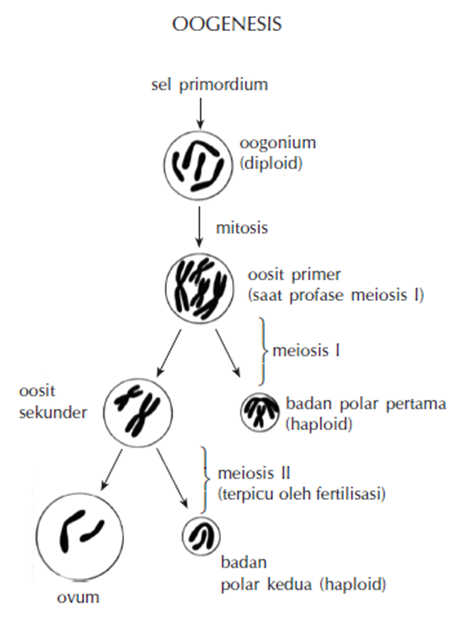 OOGENESIS
sel primordium
oogonium
(diploid)
mitosis
oosit primer
(saat profase meiosis I)
meiosis I
oosit
sekunder
badan polar pertama
(haploid)
meiosis II
(terpicu oleh fertilisasi)
badan
polar kedua (haploid)
ovum